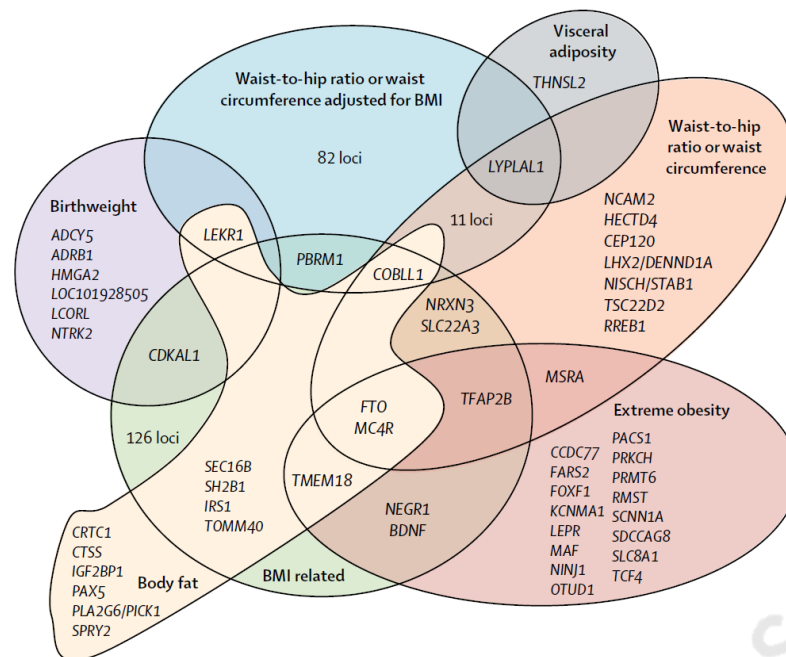 Visceral
adiposity
THNSL2
Waist-to-hip ratio or waist
circumference adjusted for BMI
82 loci
Waist-to-hip
ratio or waist
circumference
LYPLAL1
11 loci
NCAM2
HECTD4
CEP120
LHX2/DENND1A
NISCH/STAB1
TSC22D2
RREB1
Birthweight
ADCY5
ADRB1
HMGA2
LOC101928505
LCORL
NTRK2
LEKR1
PBRM1
COBLL1
NRXN3
SLC22A3
CDKAL1
MSRA
TFAP2B
FTO
MC4R
126 loci
SEC16B
SH2B1
IRS1
TOMM40
TMEM18
NEGR1
BDNF
Extreme obesity
CCDC77
FARS2
FOXF1
KCNMA1
LEPR
MAF
NINJ1
OTUD1
PACS1
PRKCH
PRMT6
RMST
SCNN1A
SDCCAG8
SLC8A1
TCF4
CRTC1
CTSS
IGF2BP1
PAX5
PLA2G6/PICK1
SPRY2
Body fat
BMI related